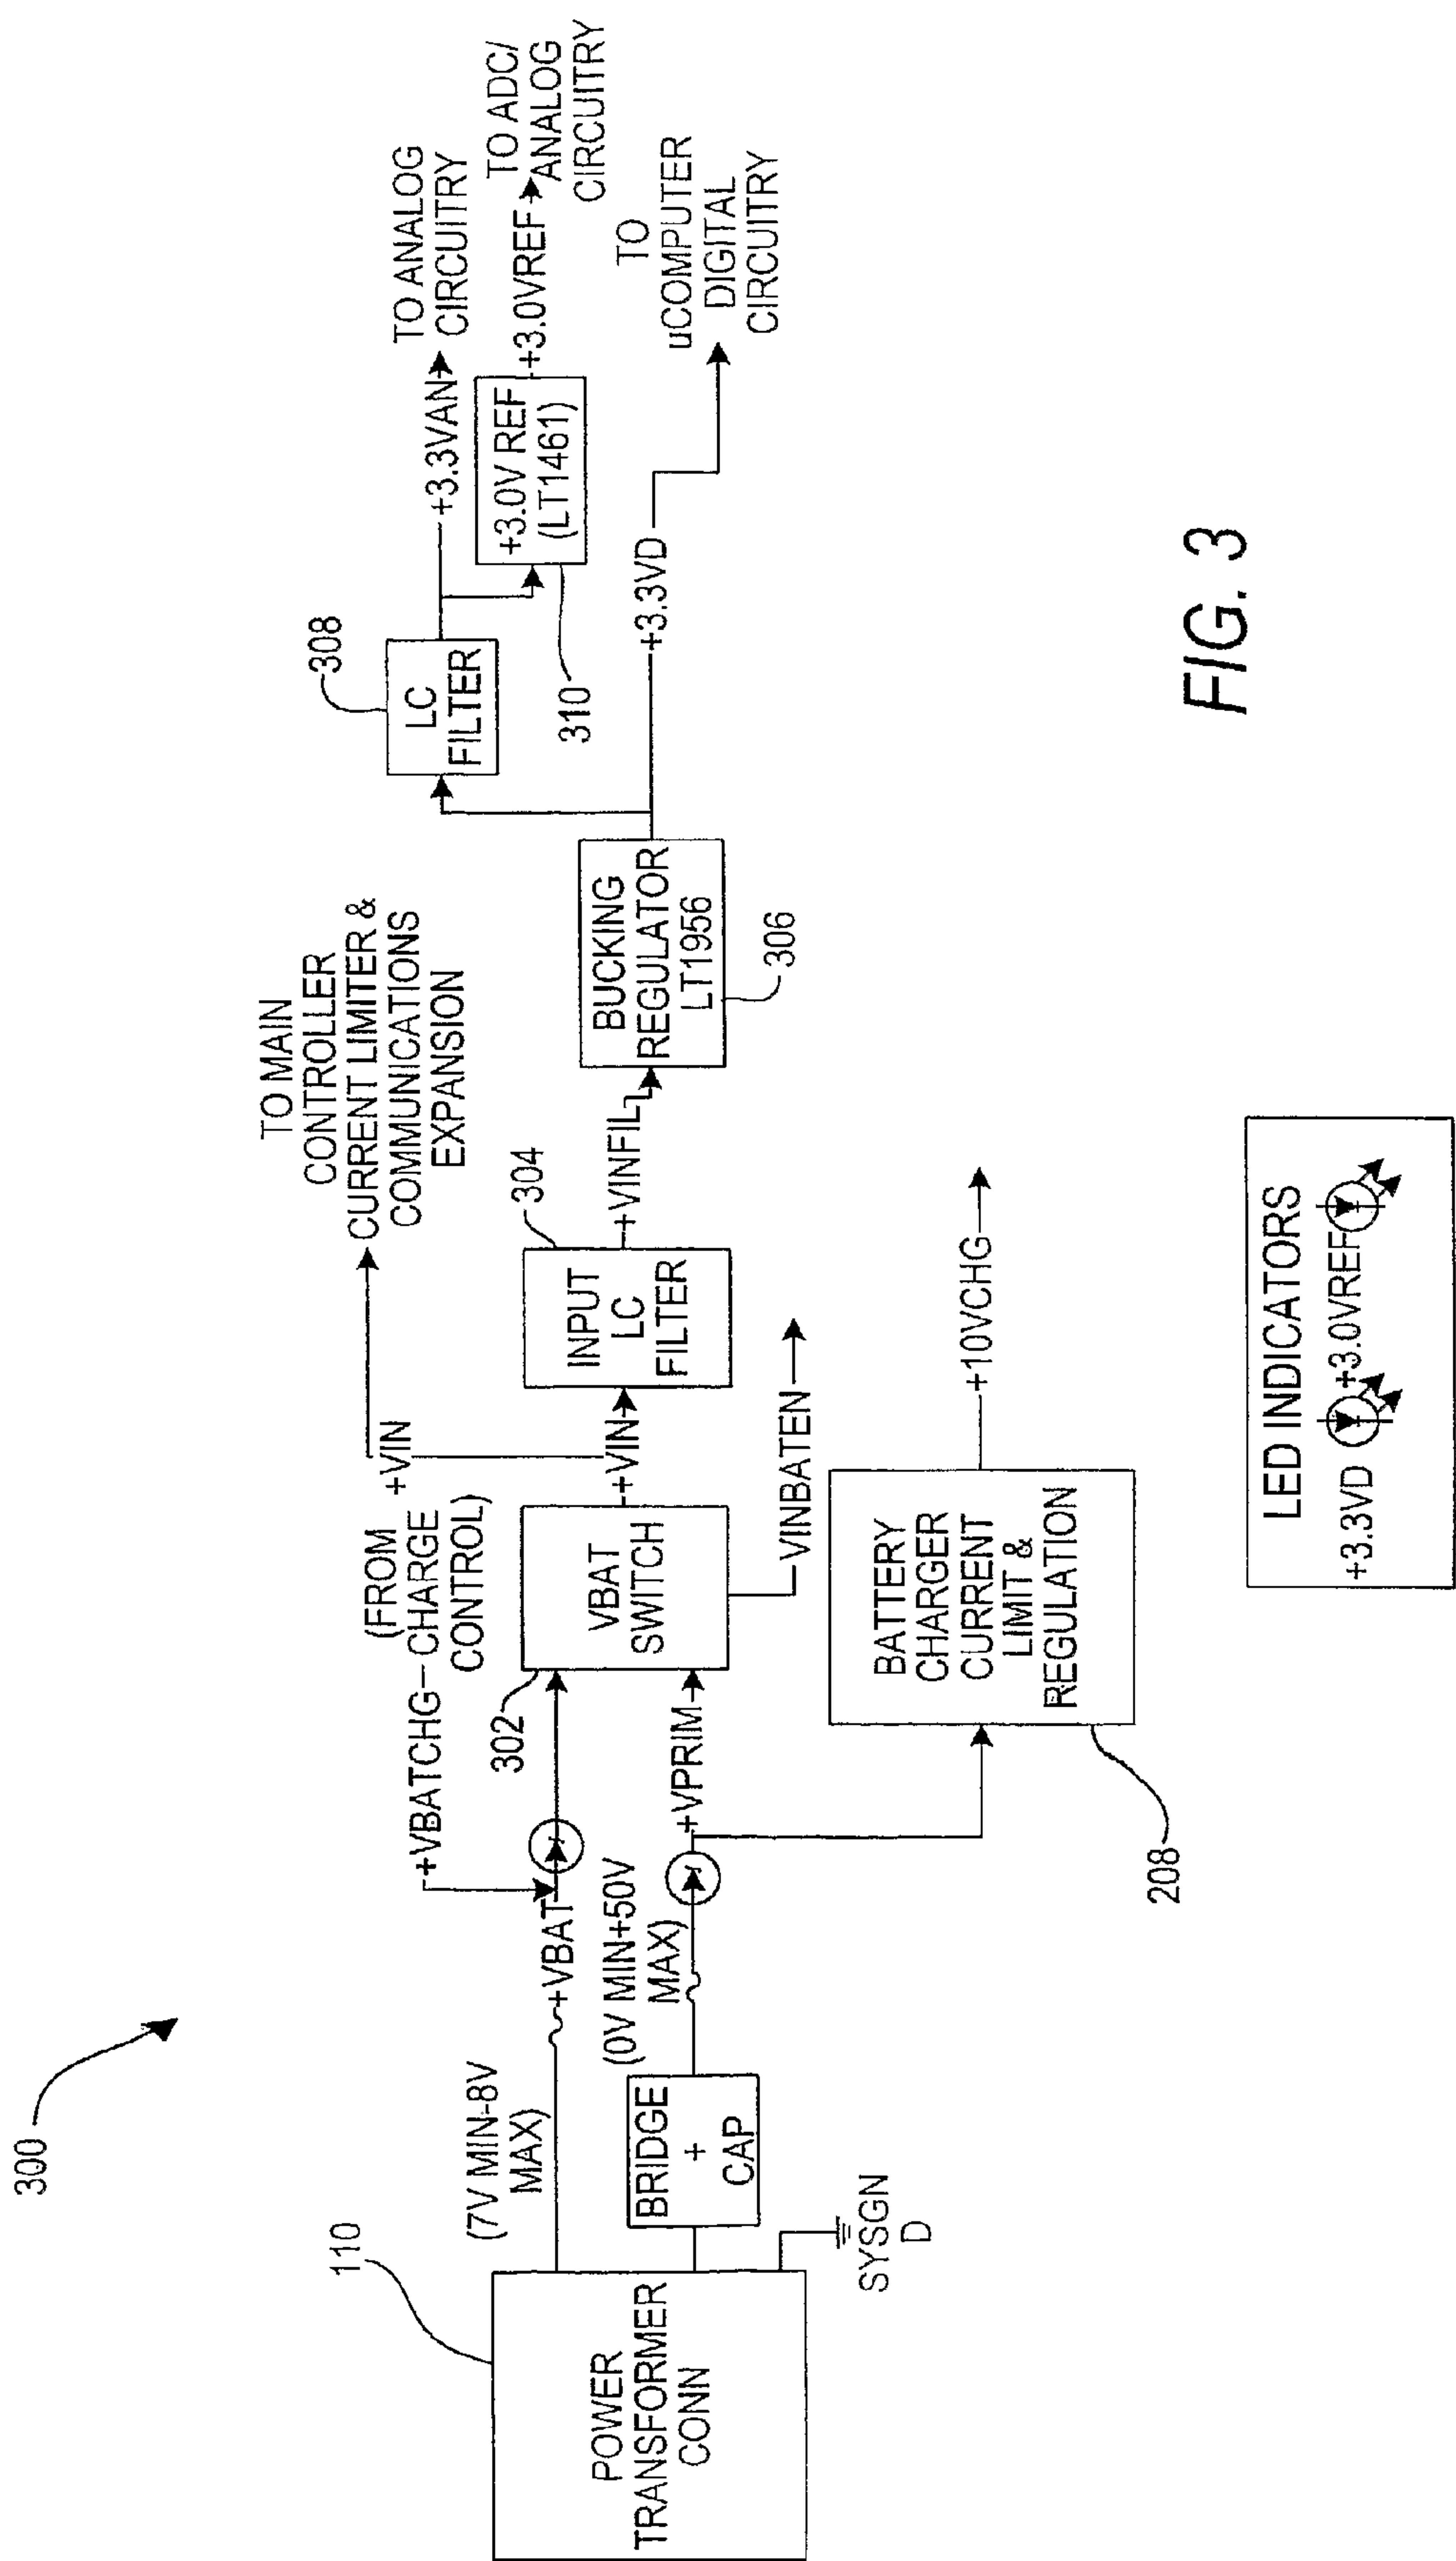 300
110
POWER
TRANSFORMER
CONN
(7V MIN-8V
MAX)
+VBAT
BRIDGE
+
CAP
(0V MIN+50V
MAX)
SYSGN
D
+VBATCHG
(FROM
CHARGE
CONTROL)
+VPRIM
302
VBAT
SWITCH
VINBATEN
208
BATTERY
CHARGER
CURRENT
LIMIT &
REGULATION
+10VCHG
+VIN
+VIN
TO MAIN
CONTROLLER
CURRENT LIMITER &
COMMUNICATIONS
EXPANSION
304
INPUT
LC
FILTER
+VINFIL
BUCKING
REGULATOR
LT1956
306
308
LC
FILTER
+3.3VAN
TO ANALOG
CIRCUITRY
310
+3.0V REF
(LT1461)
+3.0VREF
TO ADC/
ANALOG
CIRCUITRY
+3.3VD
TO
uCOMPUTER
DIGITAL
CIRCUITRY
LED INDICATORS
+3.3VD
+3.0VREF
FIG. 3